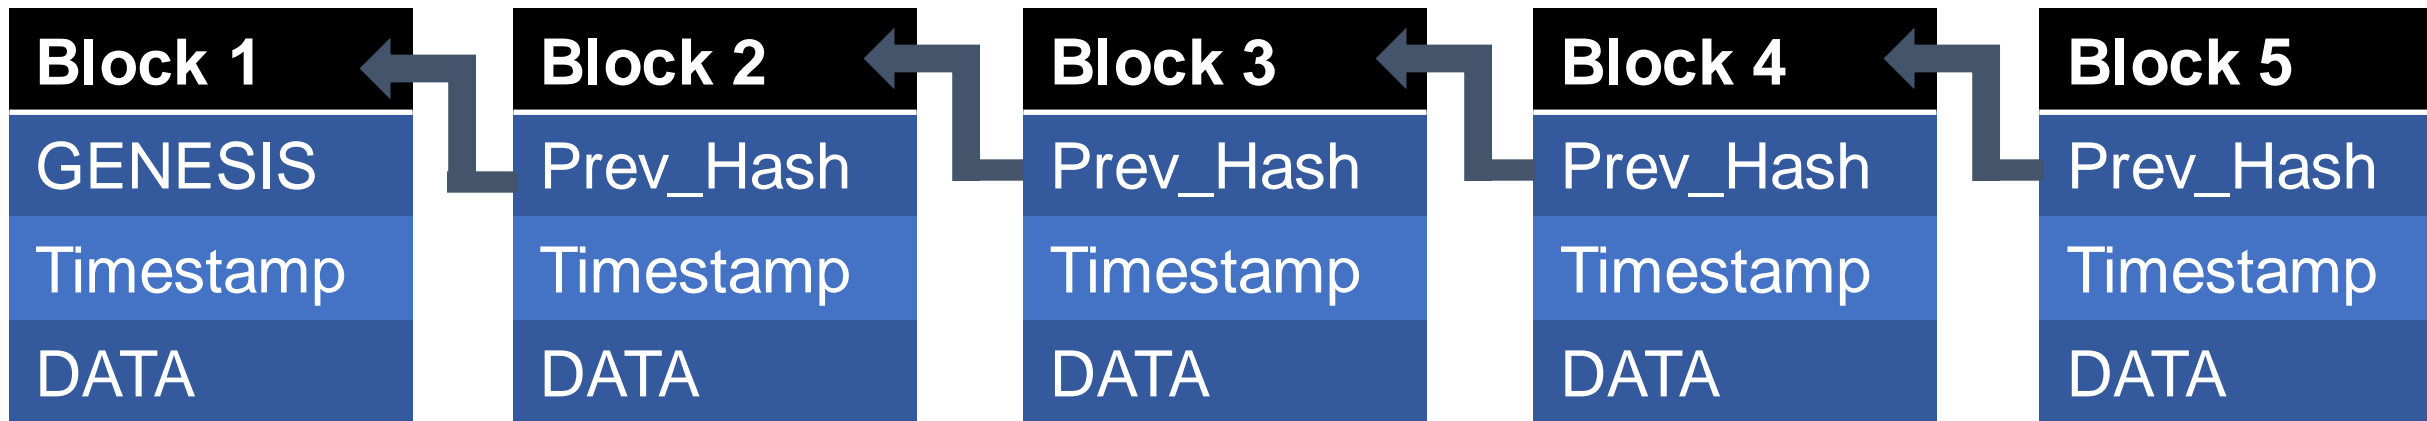 Block 1
GENESIS
Timestamp
DATA
Block 2
Prev_Hash
Timestamp
DATA
Block 3
Prev_Hash
Timestamp
DATA
Block 4
Prev_Hash
Timestamp
DATA
Block 5
Prev_Hash
Timestamp
DATA